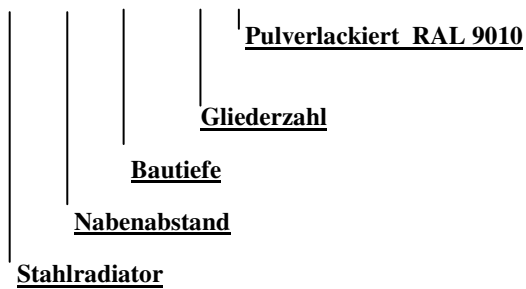 Pulverlackiert RAL 9010
Gliederzahl
Bautiefe
Nabenabstand
Stahlradiator